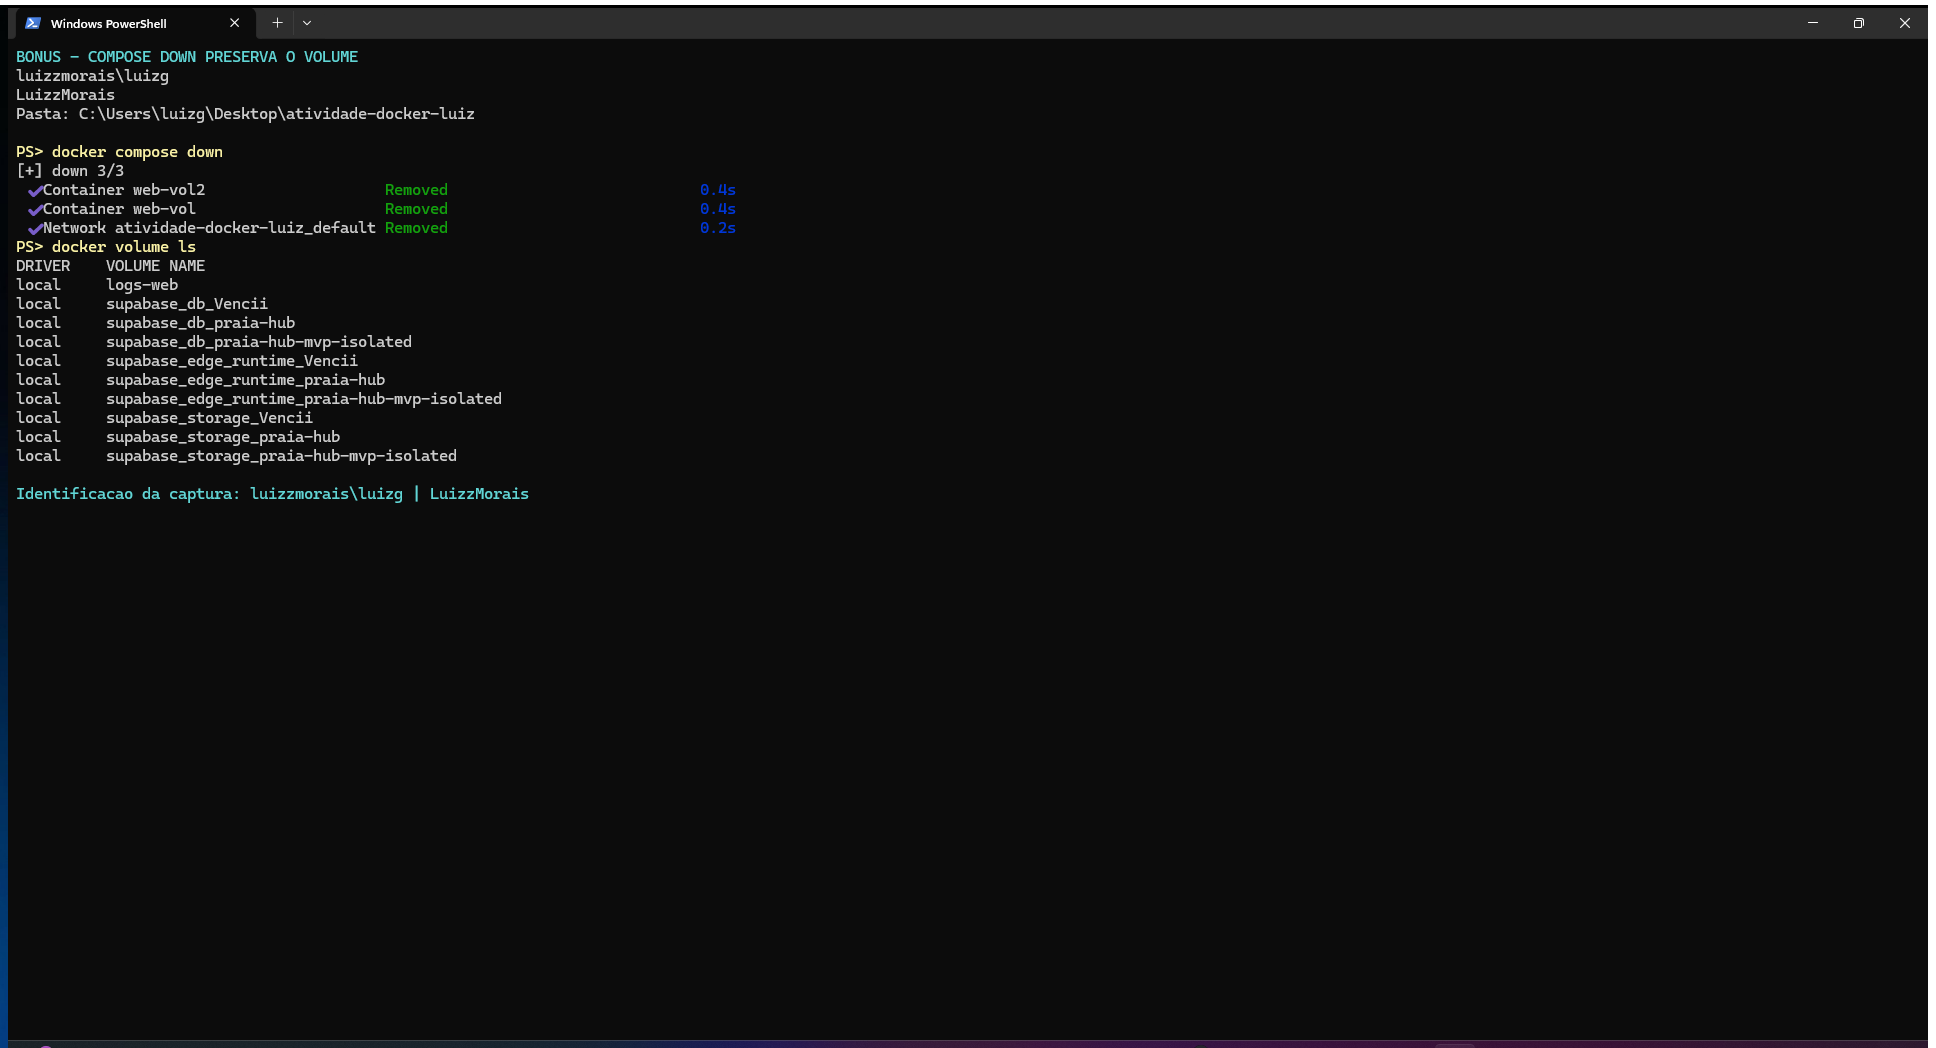 Windows PowerShell
BONUS - COMPOSE DOWN PRESERVA O VOLUME
luizzmorais\luizg
LuizzMorais
Pasta: C:\Users\luizg\Desktop\atividade-docker-luiz
PS> docker compose down
[+] down 3/3
✔Container web-vol2 Removed 0.4s
✔Container web-vol Removed 0.4s
✔Network atividade-docker-luiz_default Removed 0.2s
PS> docker volume ls
DRIVER VOLUME NAME
local logs-web
local supabase_db_Vencii
local supabase_db_praia-hub
local supabase_db_praia-hub-mvp-isolated
local supabase_edge_runtime_Vencii
local supabase_edge_runtime_praia-hub
local supabase_edge_runtime_praia-hub-mvp-isolated
local supabase_storage_Vencii
local supabase_storage_praia-hub
local supabase_storage_praia-hub-mvp-isolated
Identificacao da captura: luizzmorais\luizg | LuizzMorais